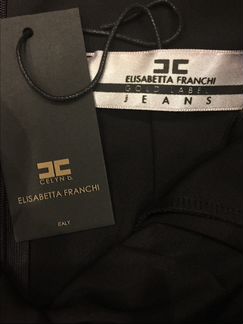 ELISABETTA FRANCHI
GOLD LABEL
JEANS
CELYN b.
ELISABETTA FRANCHI
ITALY